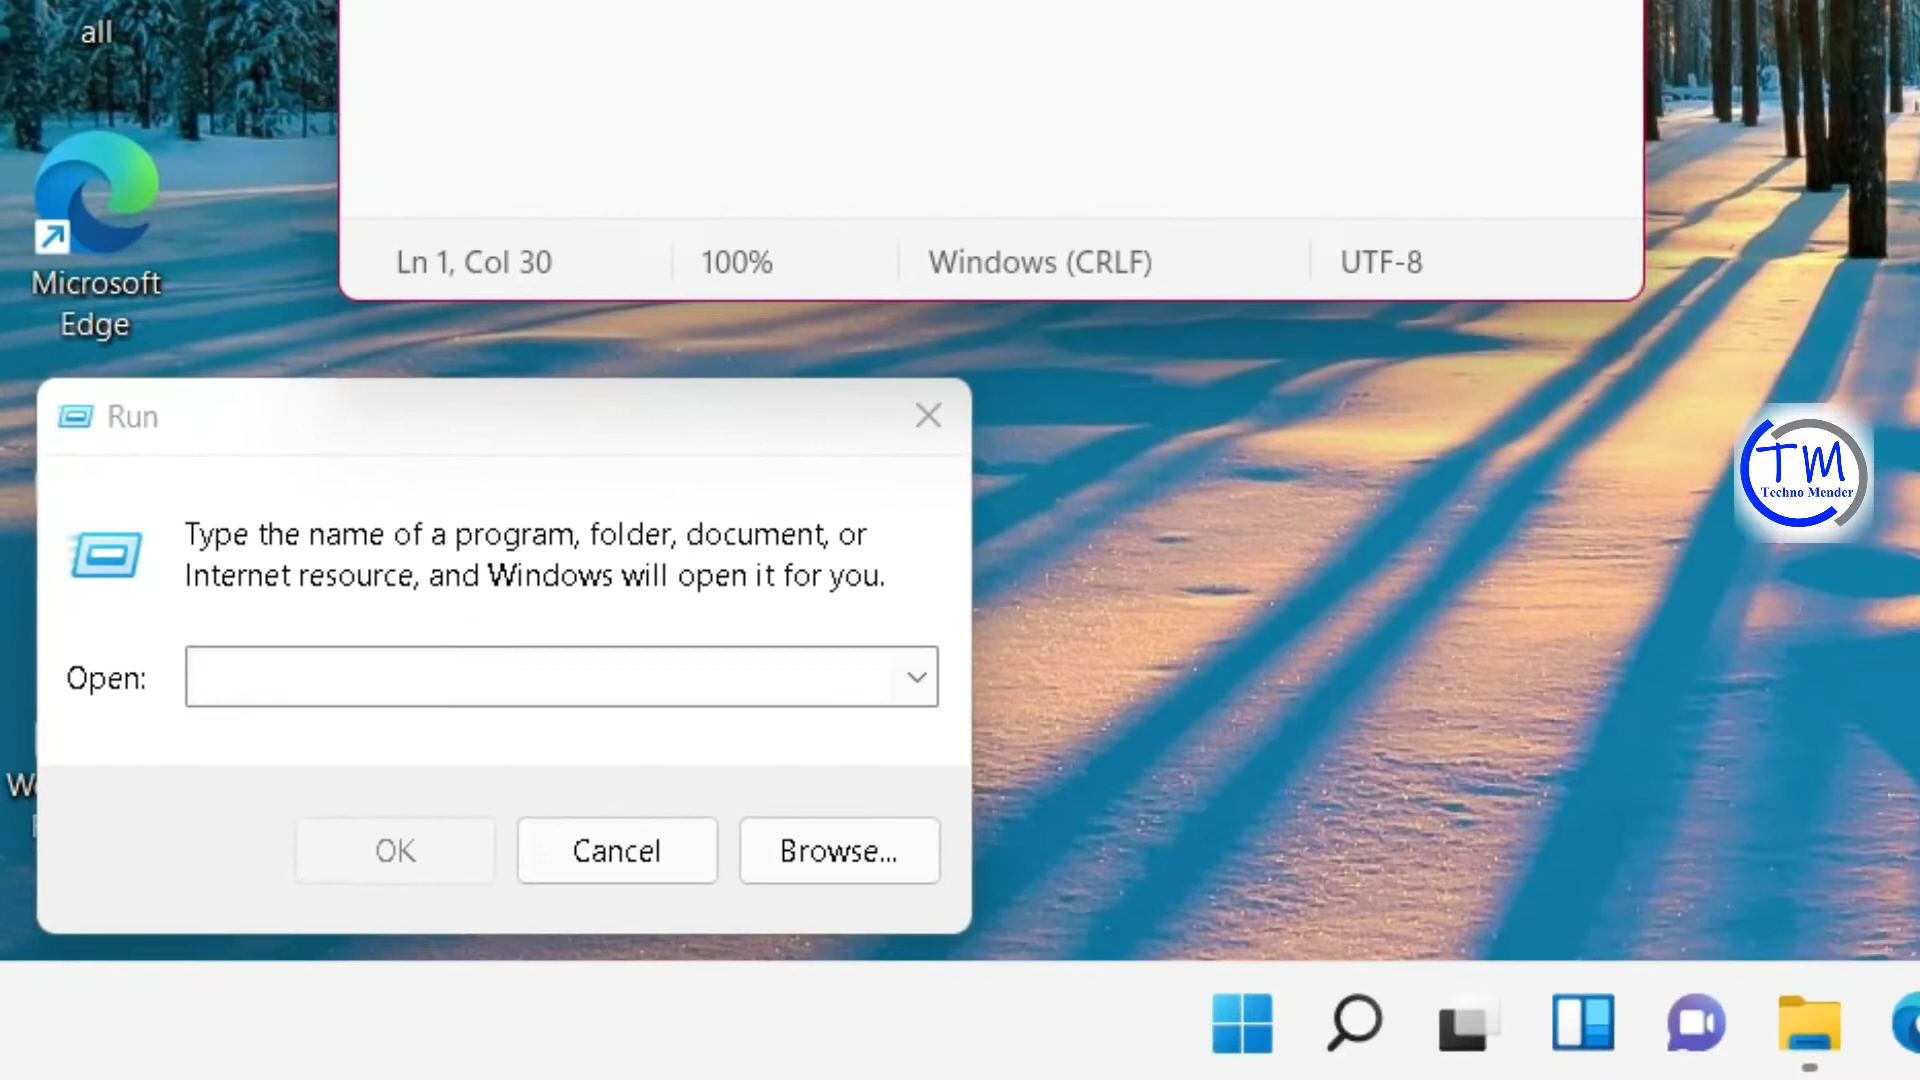 all
Microsoft
Edge
Ln 1, Col 30
100%
Windows (CRLF)
UTF-8
Run
Type the name of a program, folder, document, or
Internet resource, and Windows will open it for you.
Open:
OK
Cancel
Browse...
TM
Techno Mender